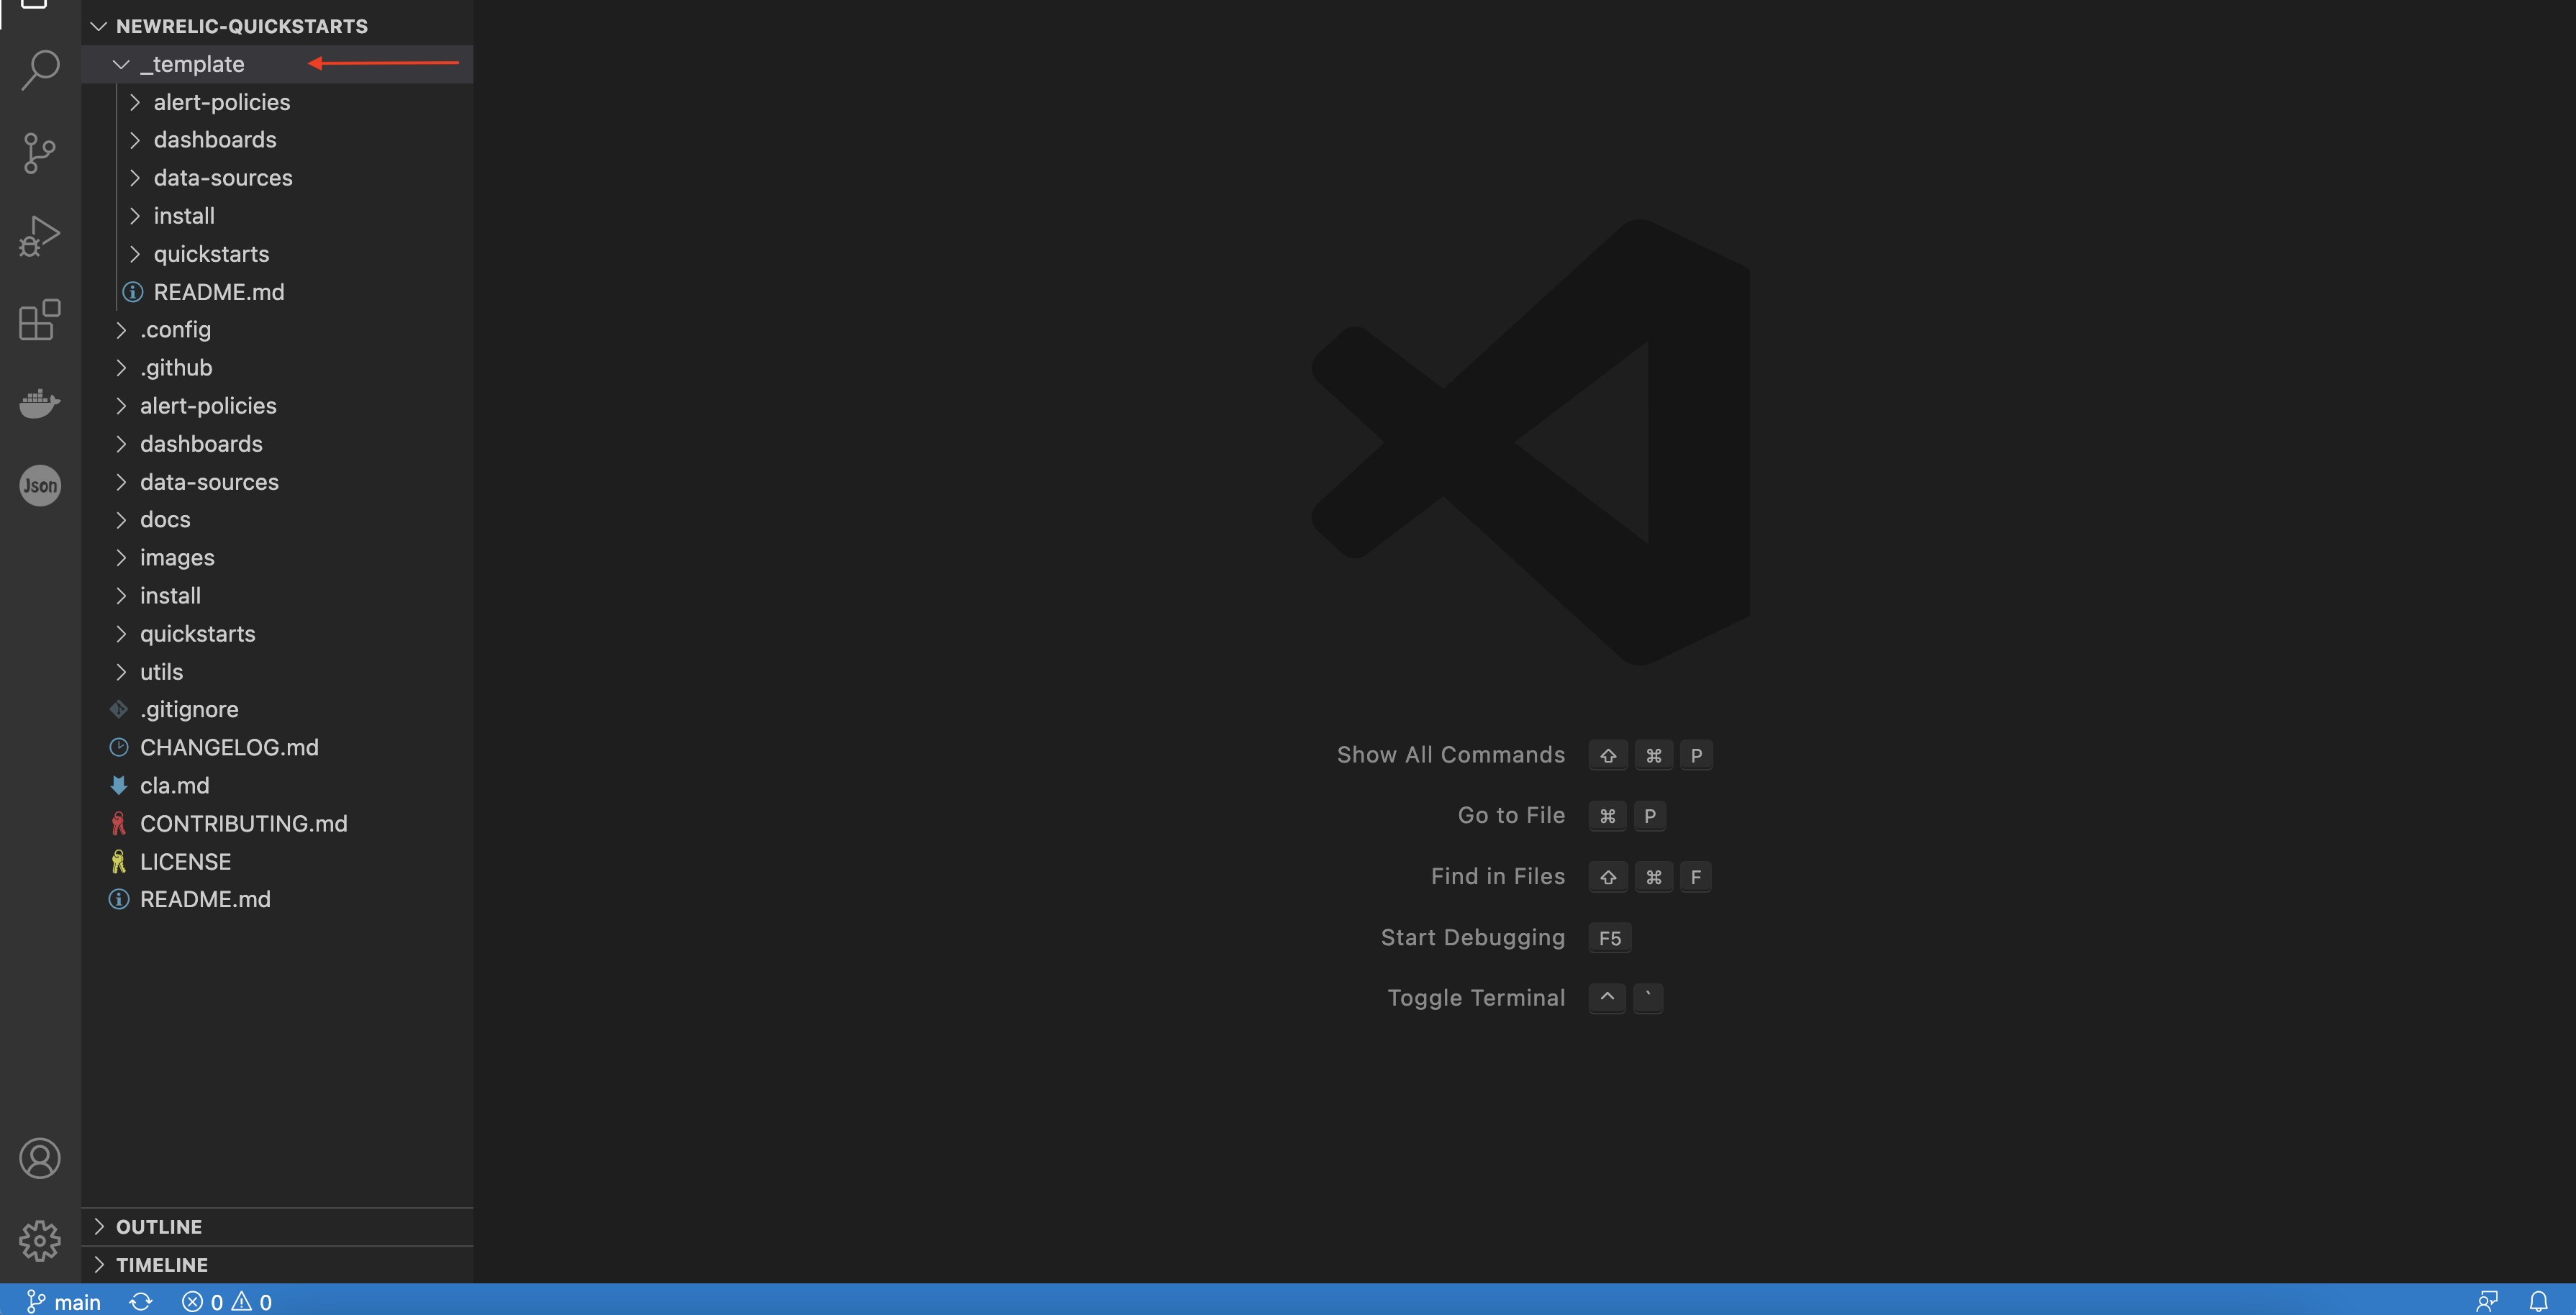 NEWRELIC-QUICKSTARTS
_template
alert-policies
dashboards
data-sources
install
quickstarts
README.md
.config
.github
alert-policies
dashboards
data-sources
docs
images
install
quickstarts
utils
.gitignore
CHANGELOG.md
cla.md
CONTRIBUTING.md
LICENSE
README.md
Json
Show All Commands ⇧ ⌘ P
Go to File ⌘ P
Find in Files ⇧ ⌘ F
Start Debugging F5
Toggle Terminal ^ `
OUTLINE
TIMELINE
main 0 0